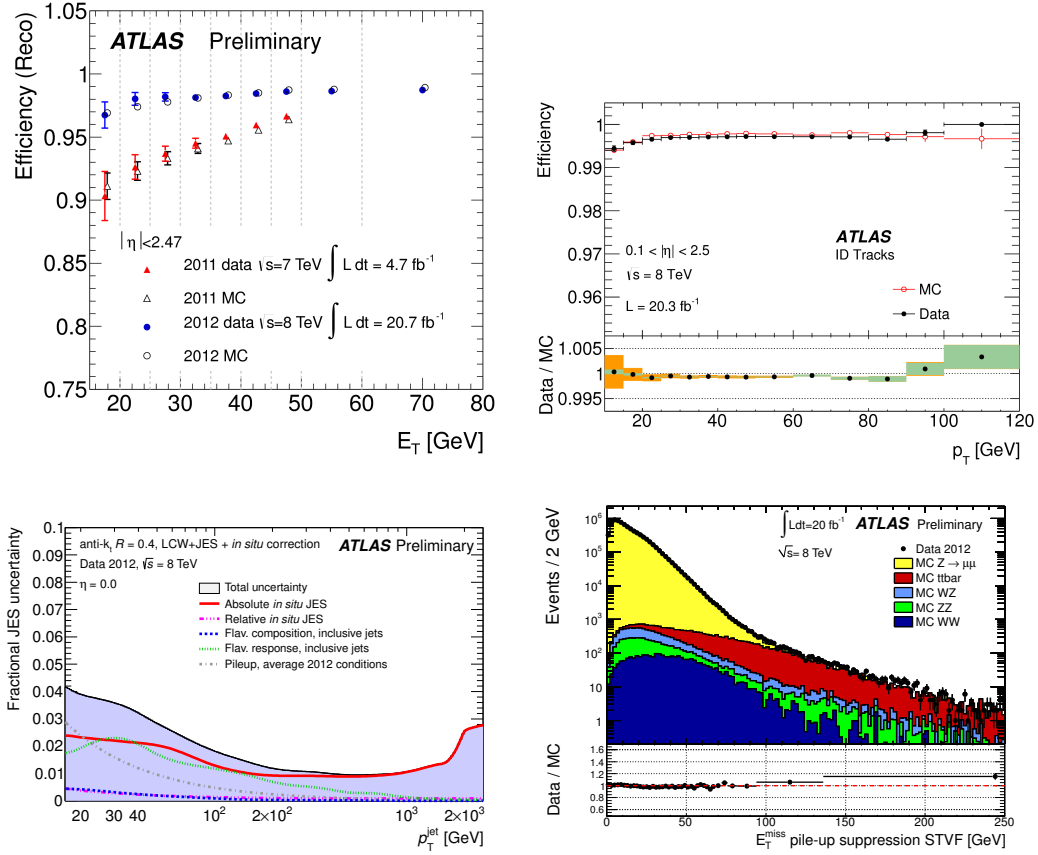 1.05
1
0.95
0.9
0.85
0.8
0.75
Efficiency (Reco)
ATLAS Preliminary
|η|<2.47
2011 data √s=7 TeV ∫ L dt = 4.7 fb⁻¹
2011 MC
2012 data √s=8 TeV ∫ L dt = 20.7 fb⁻¹
2012 MC
20 30 40 50 60 70 80
E_T [GeV]
Efficiency
1
0.99
0.98
0.97
0.96
0.1 < |η| < 2.5
√s = 8 TeV
L = 20.3 fb⁻¹
ATLAS
ID Tracks
MC
Data
Data / MC
1.005
1
0.995
20 40 60 80 100 120
p_T [GeV]
Fractional JES uncertainty
0.1
0.09
0.08
0.07
0.06
0.05
0.04
0.03
0.02
0.01
0
anti-k_t R = 0.4, LCW+JES + in situ correction
Data 2012, √s = 8 TeV
η = 0.0
ATLAS Preliminary
Total uncertainty
Absolute in situ JES
Relative in situ JES
Flav. composition, inclusive jets
Flav. response, inclusive jets
Pileup, average 2012 conditions
20 30 40 10² 2×10² 10³ 2×10³
p_T^jet [GeV]
Events / 2 GeV
10⁶
10⁵
10⁴
10³
10²
10
1
∫Ldt=20 fb⁻¹
√s= 8 TeV
ATLAS Preliminary
Data 2012
MC Z → μμ
MC ttbar
MC WZ
MC ZZ
MC WW
Data / MC
1.6
1.4
1.2
1
0.8
0.6
0 50 100 150 200 250
E_T^miss pile-up suppression STVF [GeV]